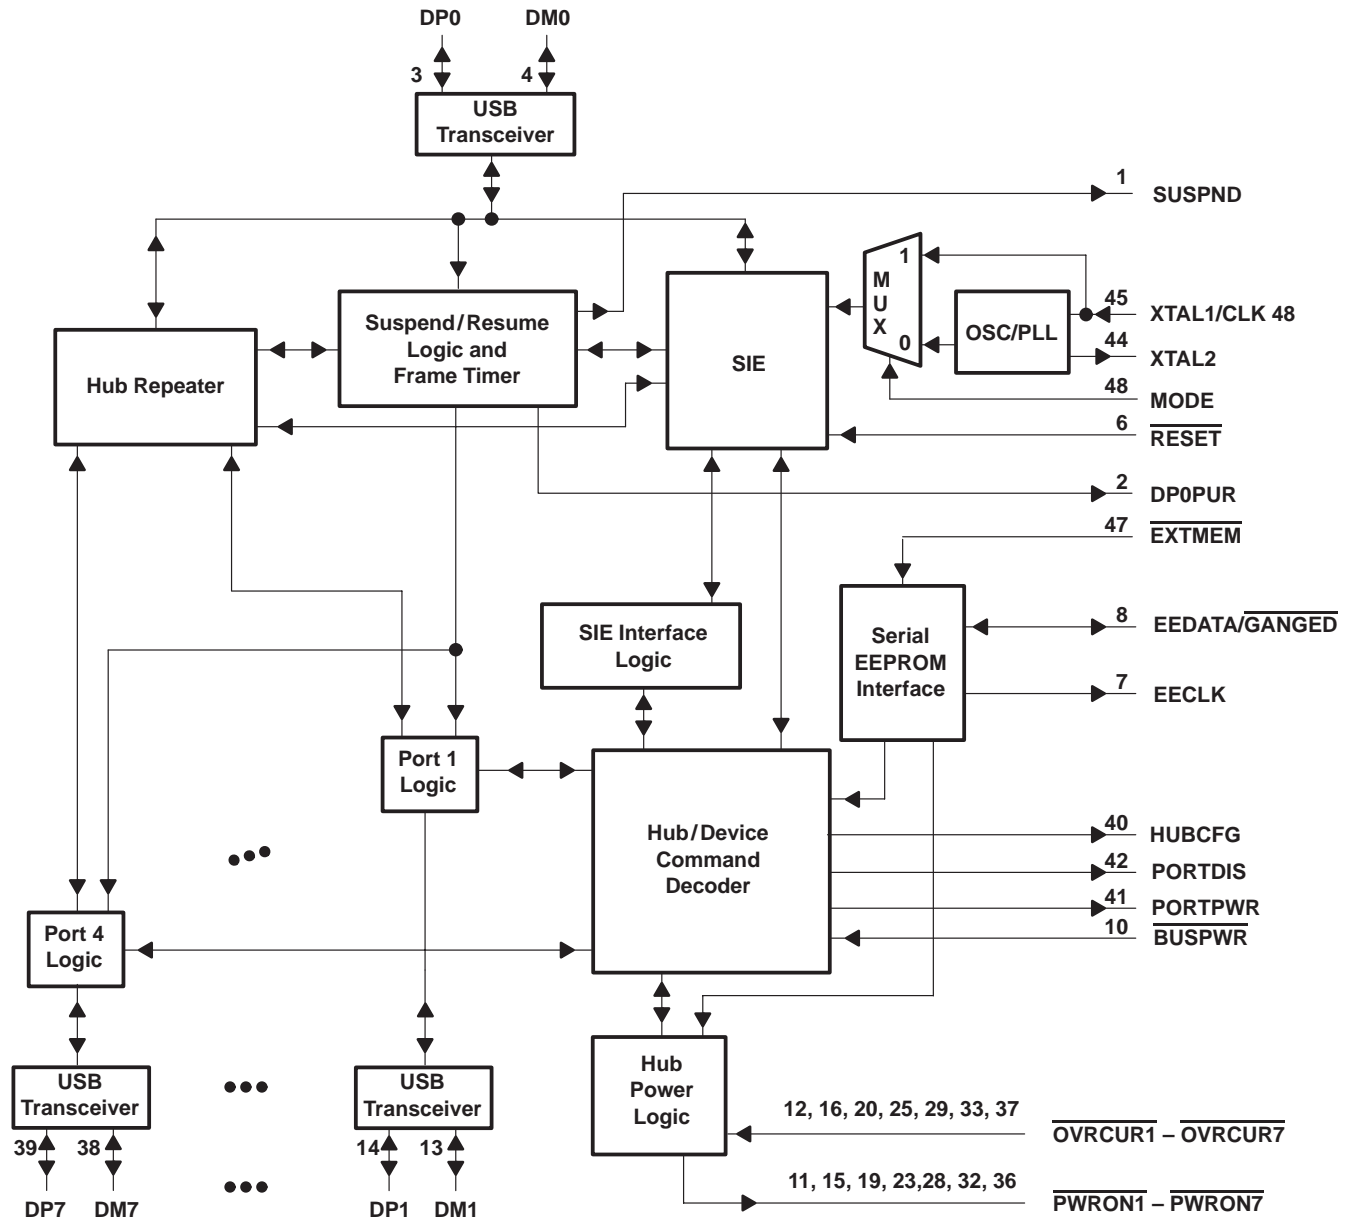 DP0 DM0
3 4
USB
Transceiver
1
SUSPND
1
M
U
X
0
OSC/PLL
45
XTAL1/CLK 48
44
XTAL2
48
MODE
6
RESET
Suspend/Resume
Logic and
Frame Timer
SIE
Hub Repeater
2
DP0PUR
47
EXTMEM
SIE Interface
Logic
Serial
EEPROM
Interface
8
EEDATA/GANGED
7
EECLK
Port 1
Logic
Hub/Device
Command
Decoder
40
HUBCFG
42
PORTDIS
41
PORTPWR
10
BUSPWR
Port 4
Logic
Hub
Power
Logic
USB
Transceiver
USB
Transceiver
12, 16, 20, 25, 29, 33, 37
OVRCUR1 – OVRCUR7
39 38 14 13
11, 15, 19, 23,28, 32, 36
PWRON1 – PWRON7
DP7 DM7 DP1 DM1